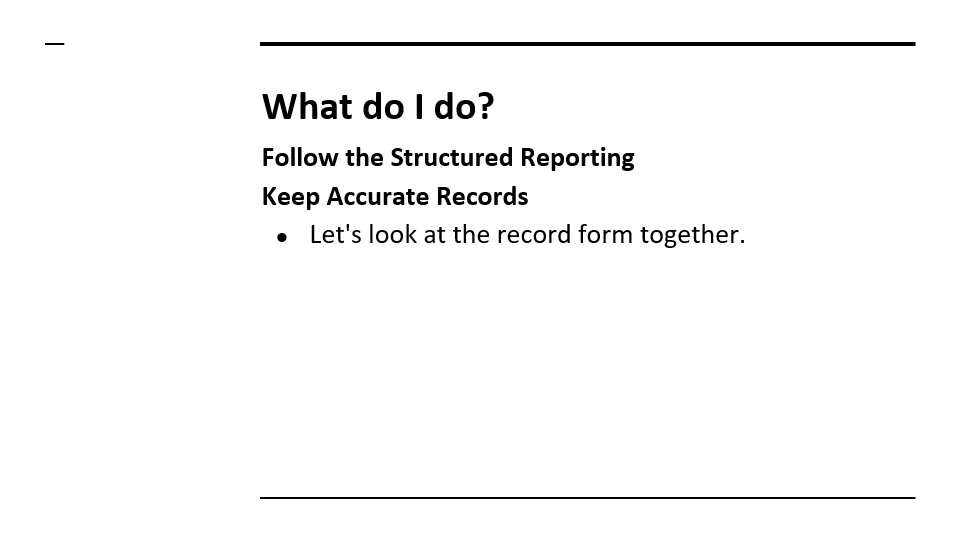 What do I do?
Follow the Structured Reporting
Keep Accurate Records
● Let's look at the record form together.